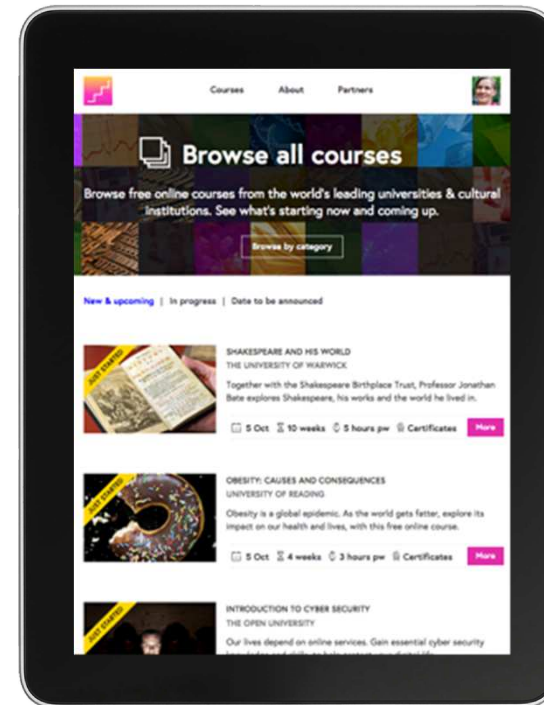 Courses About Partners
Browse all courses
Browse free online courses from the world's leading universities & cultural
institutions. See what's starting now and coming up.
Browse by category
New & upcoming | In progress | Date to be announced
JUST STARTED
SHAKESPEARE AND HIS WORLD
THE UNIVERSITY OF WARWICK
Together with the Shakespeare Birthplace Trust, Professor Jonathan
Bate explores Shakespeare, his works and the world he lived in.
5 Oct 10 weeks 5 hours pw Certificates More
JUST STARTED
OBESITY: CAUSES AND CONSEQUENCES
UNIVERSITY OF READING
Obesity is a global epidemic. As the world gets fatter, explore its
impact on our health and lives, with this free online course.
5 Oct 4 weeks 3 hours pw Certificates More
JUST STARTED
INTRODUCTION TO CYBER SECURITY
THE OPEN UNIVERSITY
Our lives depend on online services. Gain essential cyber security